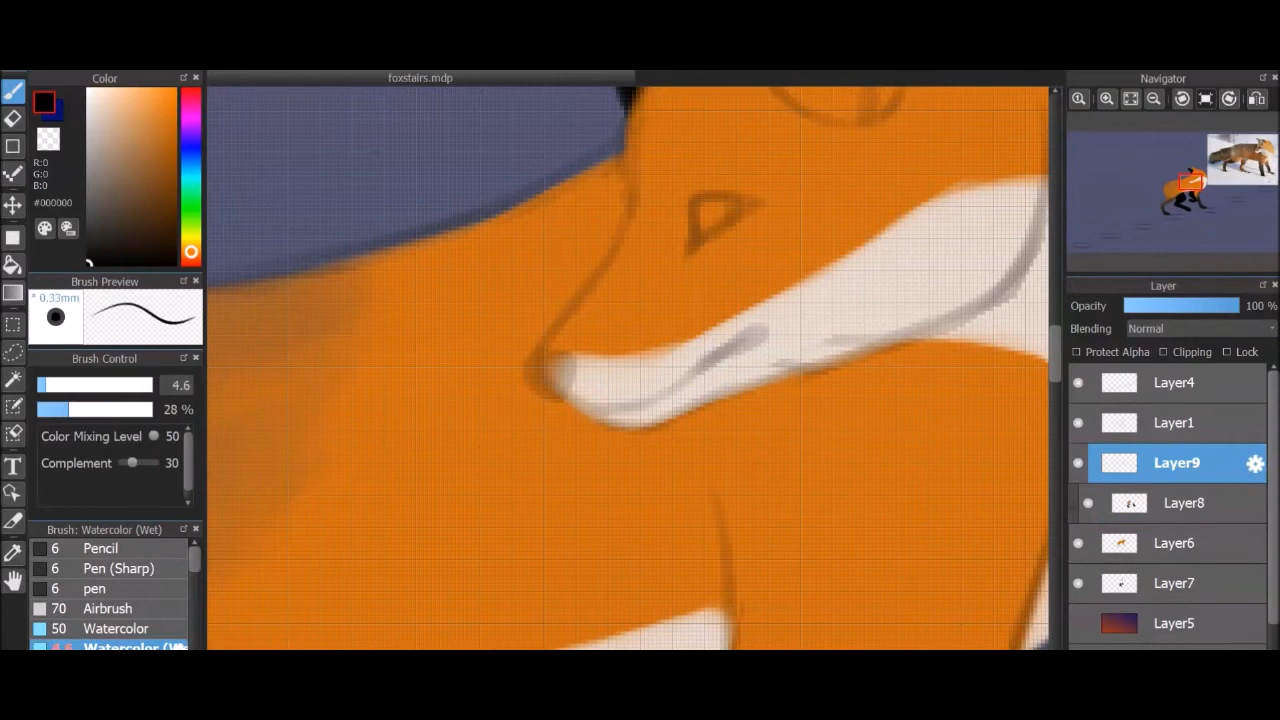 Color
foxstairs.mdp
Navigator
R:0
G:0
B:0
#000000
Brush Preview
* 0.33mm
Brush Control
4.6
28 %
Color Mixing Level 50
Complement 30
Brush: Watercolor (Wet)
6 Pencil
6 Pen (Sharp)
6 pen
70 Airbrush
50 Watercolor
Layer
Opacity 100 %
Blending Normal
Protect Alpha Clipping Lock
Layer4
Layer1
Layer9
Layer8
Layer6
Layer7
Layer5